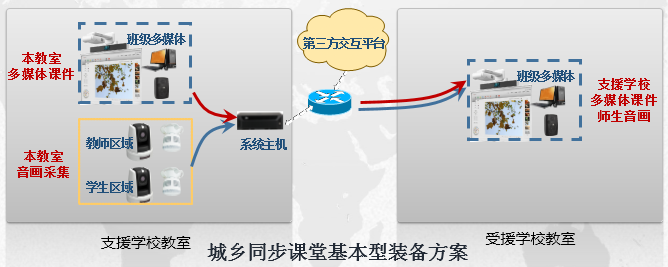 本教室
多媒体课件
班级多媒体
本教室
音画采集
教师区域
学生区域
系统主机
支援学校教室
第三方交互平台
班级多媒体
支援学校
多媒体课件
师生音画
受援学校教室
城乡同步课堂基本型装备方案